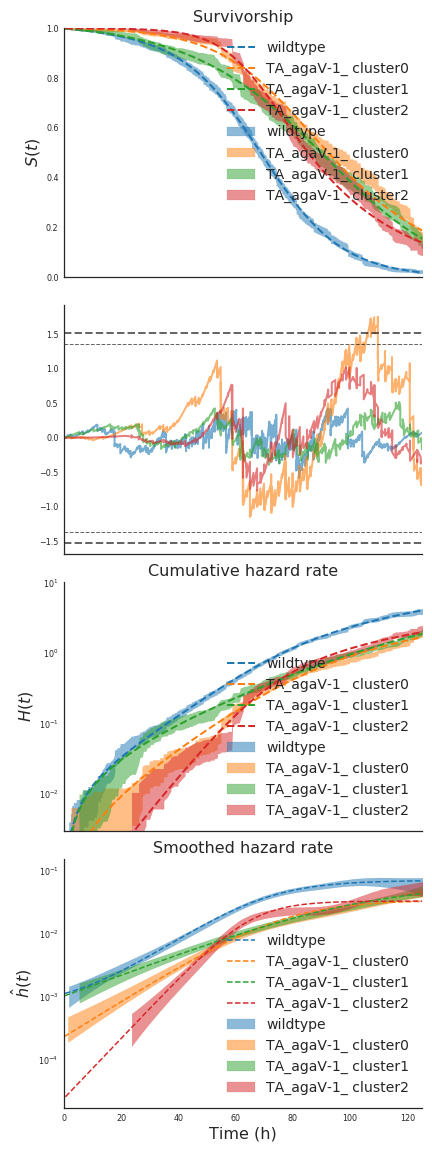 Survivorship
1.0
0.8
0.6
0.4
0.2
0.0
S(t)
wildtype
TA_agaV-1_ cluster0
TA_agaV-1_ cluster1
TA_agaV-1_ cluster2
wildtype
TA_agaV-1_ cluster0
TA_agaV-1_ cluster1
TA_agaV-1_ cluster2
1.5
1.0
0.5
0.0
−0.5
−1.0
−1.5
Cumulative hazard rate
10¹
10⁰
10⁻¹
10⁻²
H(t)
wildtype
TA_agaV-1_ cluster0
TA_agaV-1_ cluster1
TA_agaV-1_ cluster2
wildtype
TA_agaV-1_ cluster0
TA_agaV-1_ cluster1
TA_agaV-1_ cluster2
Smoothed hazard rate
10⁻¹
10⁻²
10⁻³
10⁻⁴
ĥ(t)
wildtype
TA_agaV-1_ cluster0
TA_agaV-1_ cluster1
TA_agaV-1_ cluster2
wildtype
TA_agaV-1_ cluster0
TA_agaV-1_ cluster1
TA_agaV-1_ cluster2
0 20 40 60 80 100 120
Time (h)